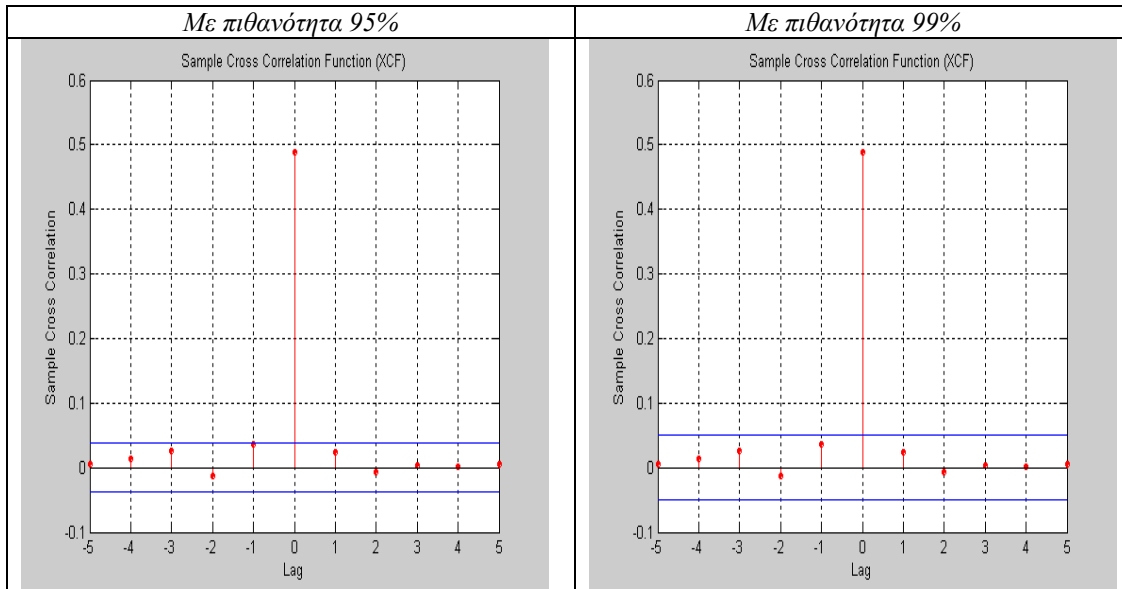 Με πιθανότητα 95%
Με πιθανότητα 99%
Sample Cross Correlation Function (XCF)
0.6
0.5
0.4
0.3
0.2
0.1
0
-0.1
Sample Cross Correlation
-5 -4 -3 -2 -1 0 1 2 3 4 5
Lag
Sample Cross Correlation Function (XCF)
0.6
0.5
0.4
0.3
0.2
0.1
0
-0.1
Sample Cross Correlation
-5 -4 -3 -2 -1 0 1 2 3 4 5
Lag